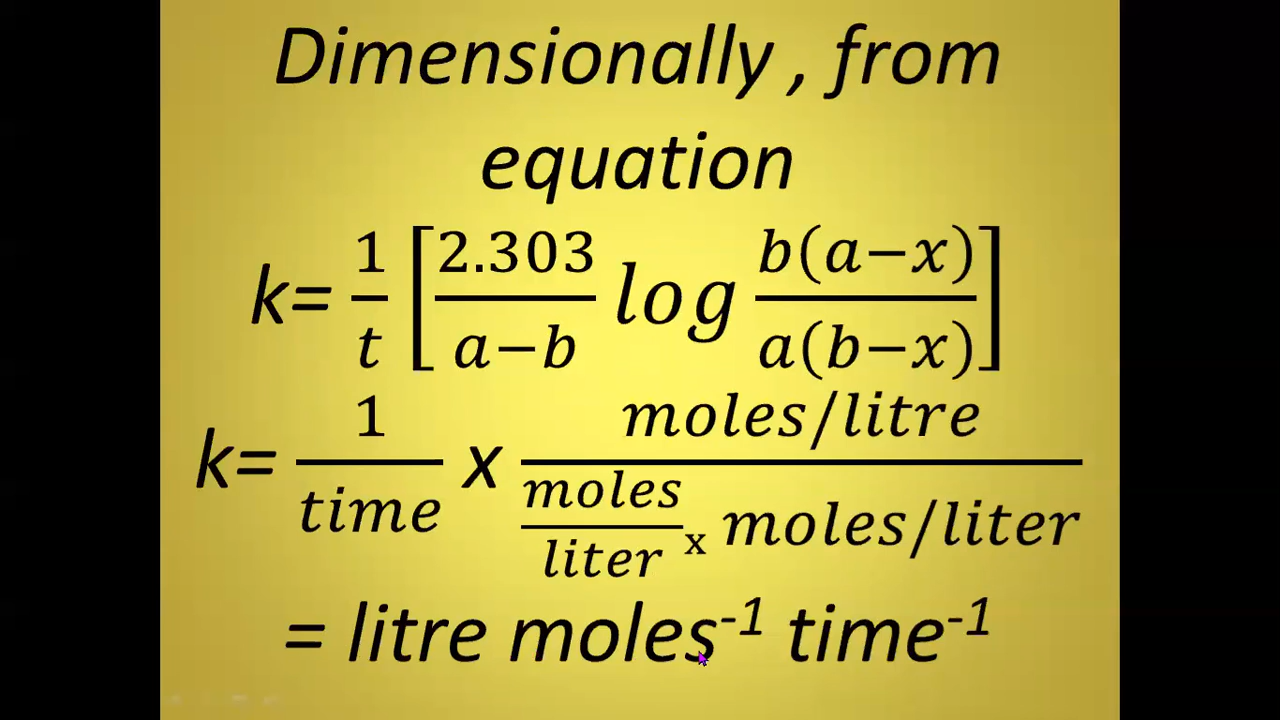 Dimensionally , from
equation
k= 1/t [2.303/a−b log b(a−x)/a(b−x)]
k= 1/time x moles/litre / moles/liter x moles/liter
= litre moles⁻¹ time⁻¹